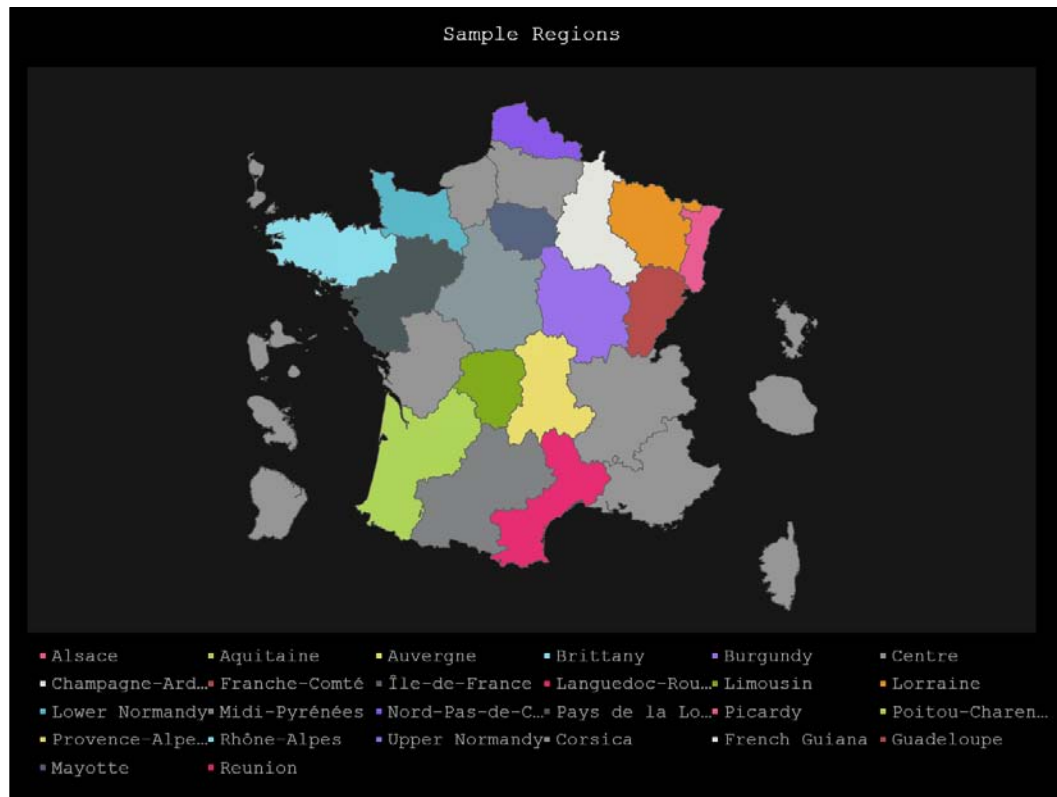 Sample Regions
Alsace Aquitaine Auvergne Brittany Burgundy Centre
Champagne-Ard... Franche-Comté Île-de-France Languedoc-Rou... Limousin Lorraine
Lower Normandy Midi-Pyrénées Nord-Pas-de-C... Pays de la Lo... Picardy Poitou-Charen...
Provence-Alpe... Rhône-Alpes Upper Normandy Corsica French Guiana Guadeloupe
Mayotte Reunion